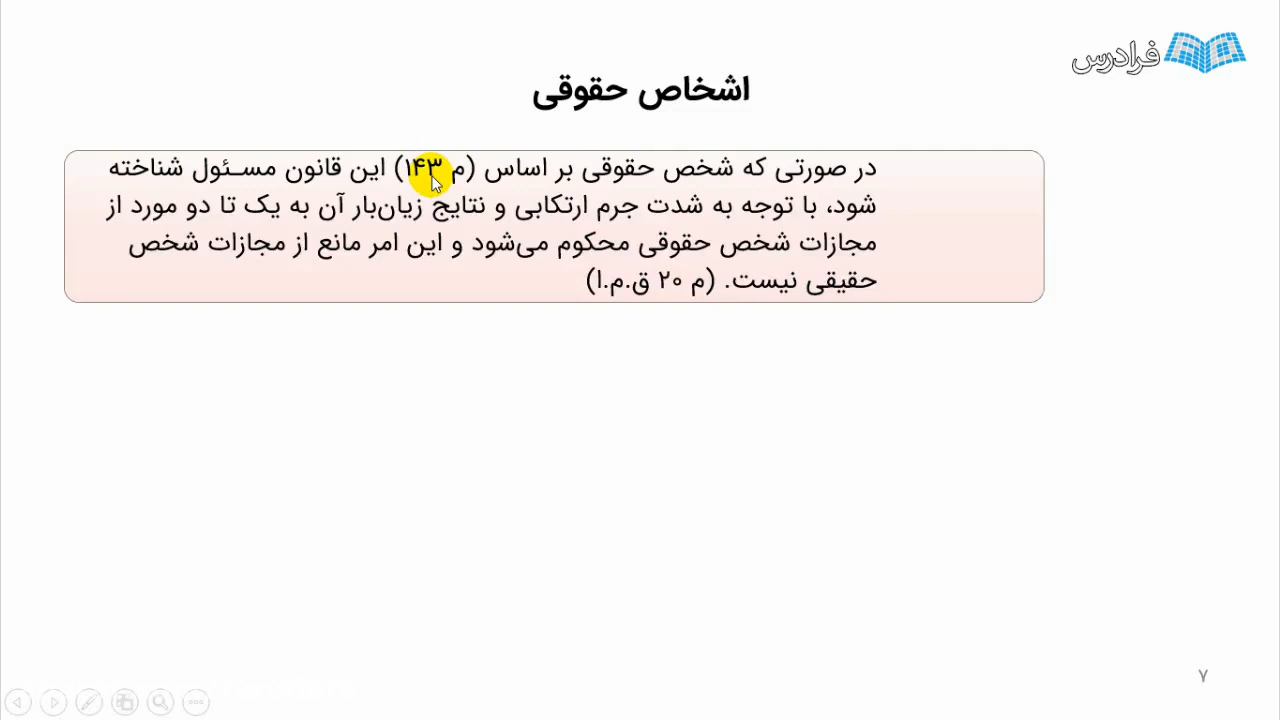 فرادرس
اشخاص حقوقی
در صورتی که شخص حقوقی بر اساس (م ۱۴۳) این قانون مسـئول شناخته
شود، با توجه به شدت جرم ارتکابی و نتایج زیان‌بار آن به یک تا دو مورد از
مجازات شخص حقوقی محکوم می‌شود و این امر مانع از مجازات شخص
حقیقی نیست. (م ۲۰ ق.م.ا)
۷